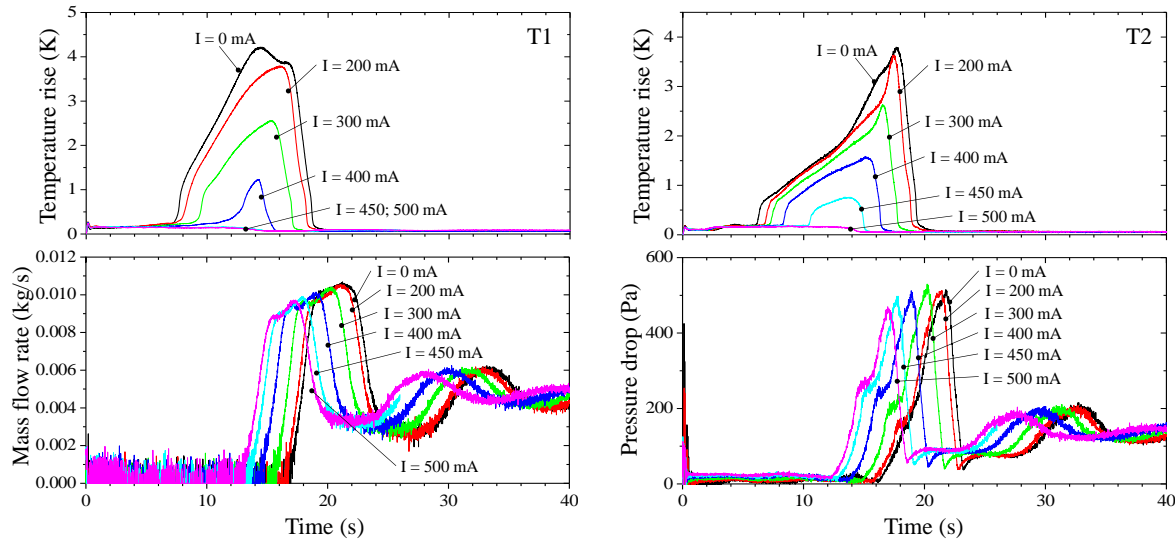 T1
Temperature rise (K)
5
4
3
2
1
0
I = 0 mA
I = 200 mA
I = 300 mA
I = 400 mA
I = 450; 500 mA
T2
Temperature rise (K)
5
4
3
2
1
0
I = 0 mA
I = 200 mA
I = 300 mA
I = 400 mA
I = 450 mA
I = 500 mA
Mass flow rate (kg/s)
0.012
0.010
0.008
0.006
0.004
0.002
0.000
I = 0 mA
I = 200 mA
I = 300 mA
I = 400 mA
I = 450 mA
I = 500 mA
0 10 20 30 40
Time (s)
Pressure drop (Pa)
600
400
200
0
I = 0 mA
I = 200 mA
I = 300 mA
I = 400 mA
I = 450 mA
I = 500 mA
0 10 20 30 40
Time (s)